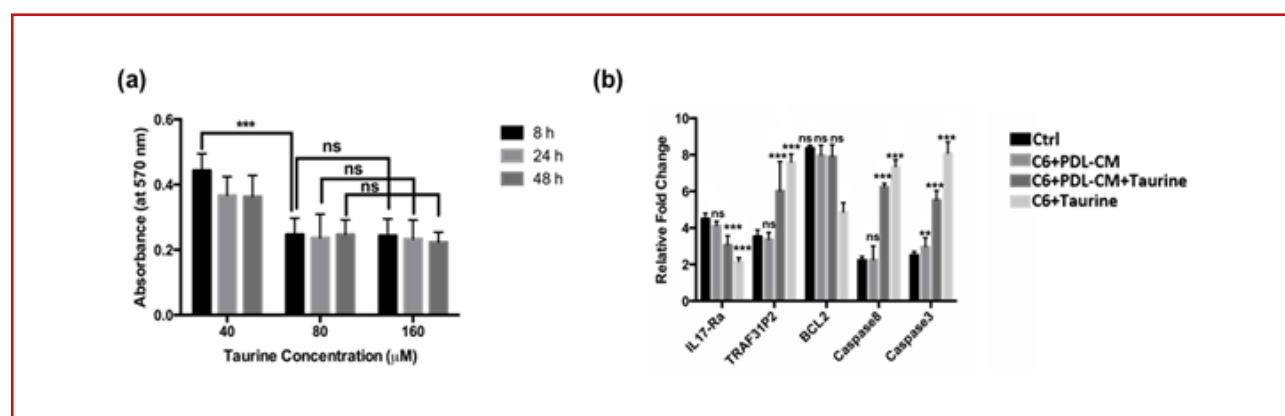 (a)
Absorbance (at 570 nm)
0.6
0.4
0.2
0.0
***
ns
ns
ns
40 80 160
Taurine Concentration (μM)
8 h
24 h
48 h
(b)
Relative Fold Change
10
8
6
4
2
0
ns *** ***
ns *** ***
ns ns ns
ns *** ***
** *** ***
IL17-Ra
TRAF31P2
BCL2
Caspase8
Caspase3
Ctrl
C6+PDL-CM
C6+PDL-CM+Taurine
C6+Taurine